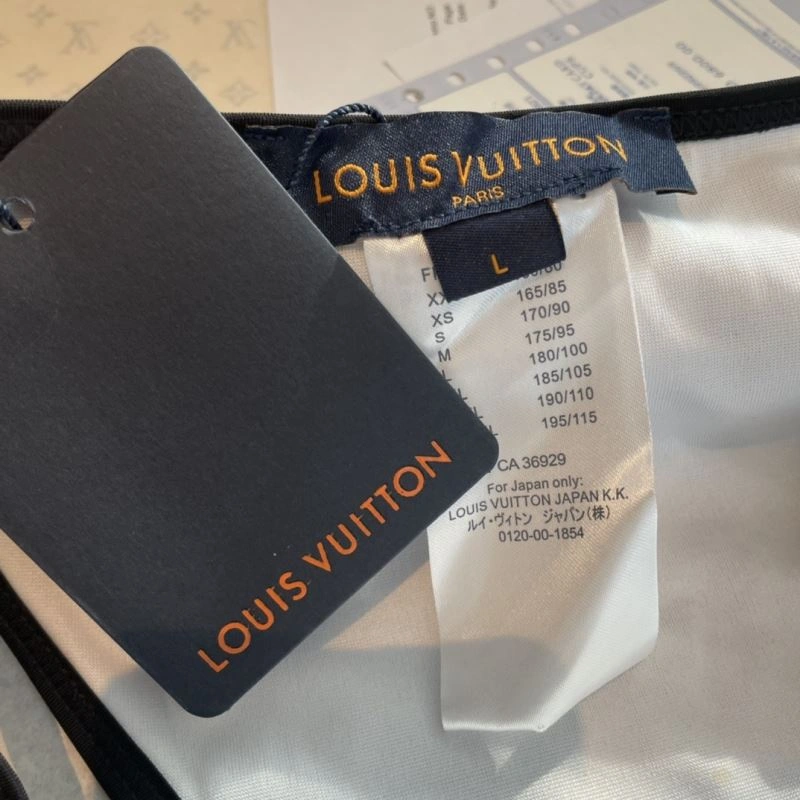 LOUIS VUITTON
PARIS
L
XS
S
M
165/85
170/90
175/95
180/100
185/105
190/110
195/115
CA 36929
For Japan only:
LOUIS VUITTON JAPAN K.K.
ルイ・ヴィトン ジャパン(株)
0120-00-1854
LOUIS VUITTON